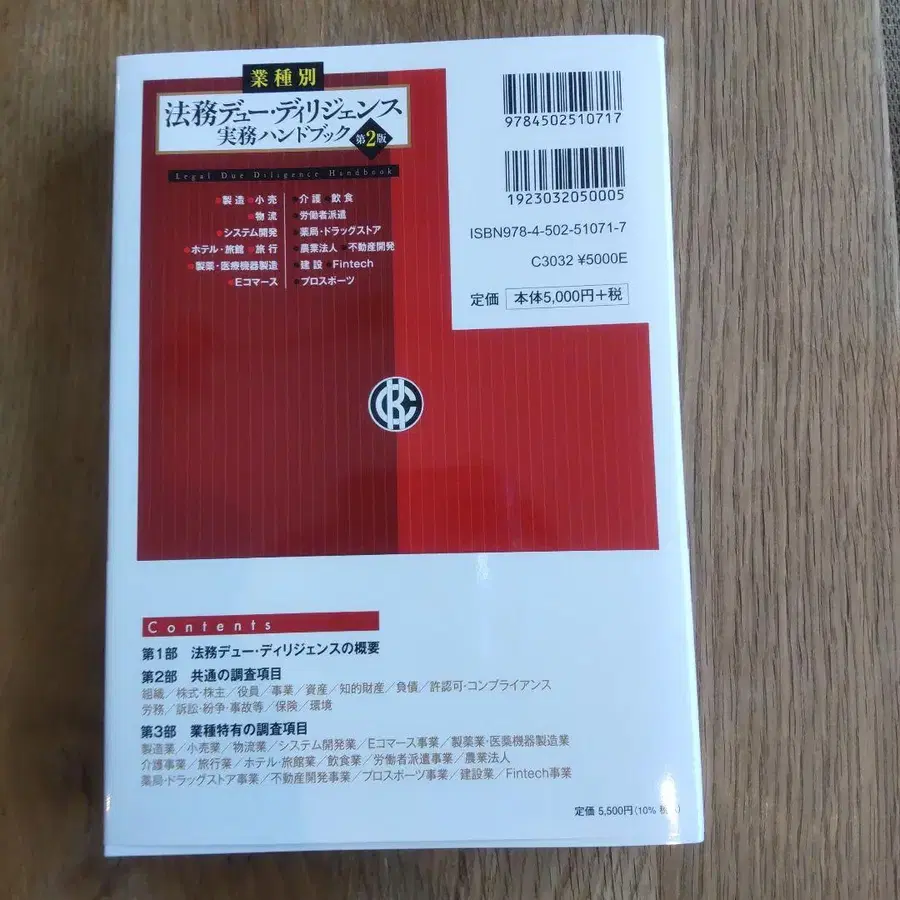 業種別
法務デュー・ディリジェンス
実務ハンドブック 第2版
Legal Due Diligence Handbook
●製造 ●小売
●物流
●システム開発
●ホテル・旅館 ●旅行
●製薬・医療機器製造
●Eコマース
●介護 ●飲食
●労働者派遣
●薬局・ドラッグストア
●農業法人 ●不動産開発
●建設 ●Fintech
●プロスポーツ
9784502510717
1923032050005
ISBN978-4-502-51071-7
C3032 ¥5000E
定価 本体5,000円+税
Contents
第1部 法務デュー・ディリジェンスの概要
第2部 共通の調査項目
組織/株式・株主/役員/事業/資産/知的財産/負債/許認可・コンプライアンス
労務/訴訟・紛争・事故等/保険/環境
第3部 業種特有の調査項目
製造業/小売業/物流業/システム開発業/Eコマース事業/製薬業・医薬機器製造業
介護事業/旅行業/ホテル・旅館業/飲食業/労働者派遣事業/農業法人
薬局・ドラッグストア事業/不動産開発事業/プロスポーツ事業/建設業/Fintech事業
定価 5,500円(10% 税